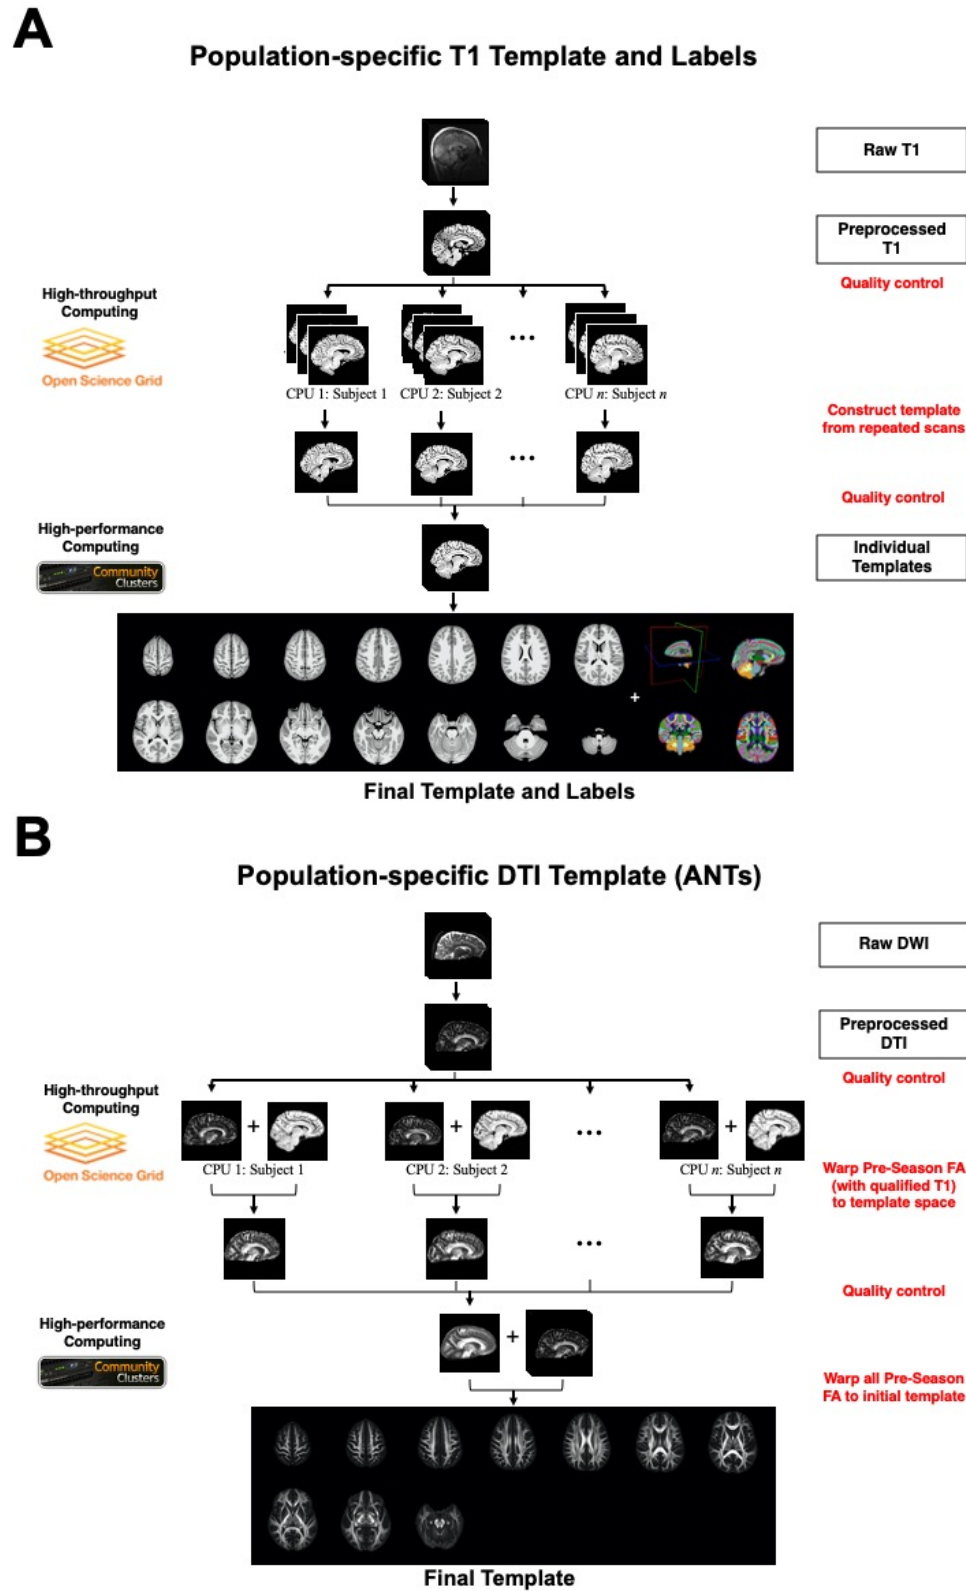 A
Population-specific T1 Template and Labels
Raw T1
Preprocessed
T1
Quality control
High-throughput
Computing
Open Science Grid
...
CPU 1: Subject 1
CPU 2: Subject 2
CPU n: Subject n
Construct template
from repeated scans
...
Quality control
High-performance
Computing
Community
Clusters
Individual
Templates
+
Final Template and Labels
B
Population-specific DTI Template (ANTs)
Raw DWI
Preprocessed
DTI
Quality control
High-throughput
Computing
Open Science Grid
+
+
...
+
CPU 1: Subject 1
CPU 2: Subject 2
CPU n: Subject n
Warp Pre-Season FA
(with qualified T1)
to template space
...
Quality control
High-performance
Computing
Community
Clusters
+
Warp all Pre-Season
FA to initial template
Final Template